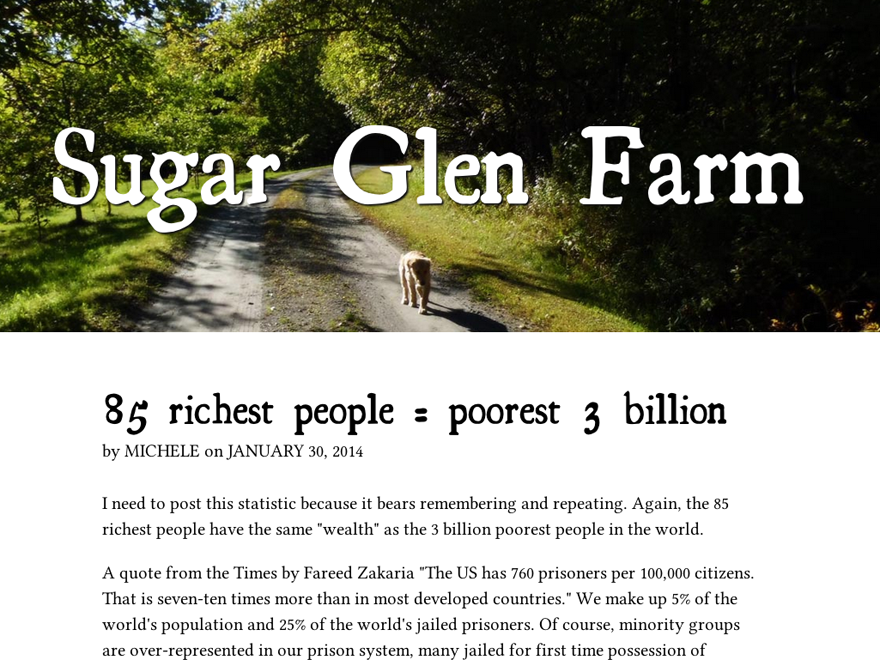 Sugar Glen Farm
85 richest people = poorest 3 billion
by MICHELE on JANUARY 30, 2014
I need to post this statistic because it bears remembering and repeating. Again, the 85
richest people have the same "wealth" as the 3 billion poorest people in the world.
A quote from the Times by Fareed Zakaria "The US has 760 prisoners per 100,000 citizens.
That is seven-ten times more than in most developed countries." We make up 5% of the
world's population and 25% of the world's jailed prisoners. Of course, minority groups
are over-represented in our prison system, many jailed for first time possession of